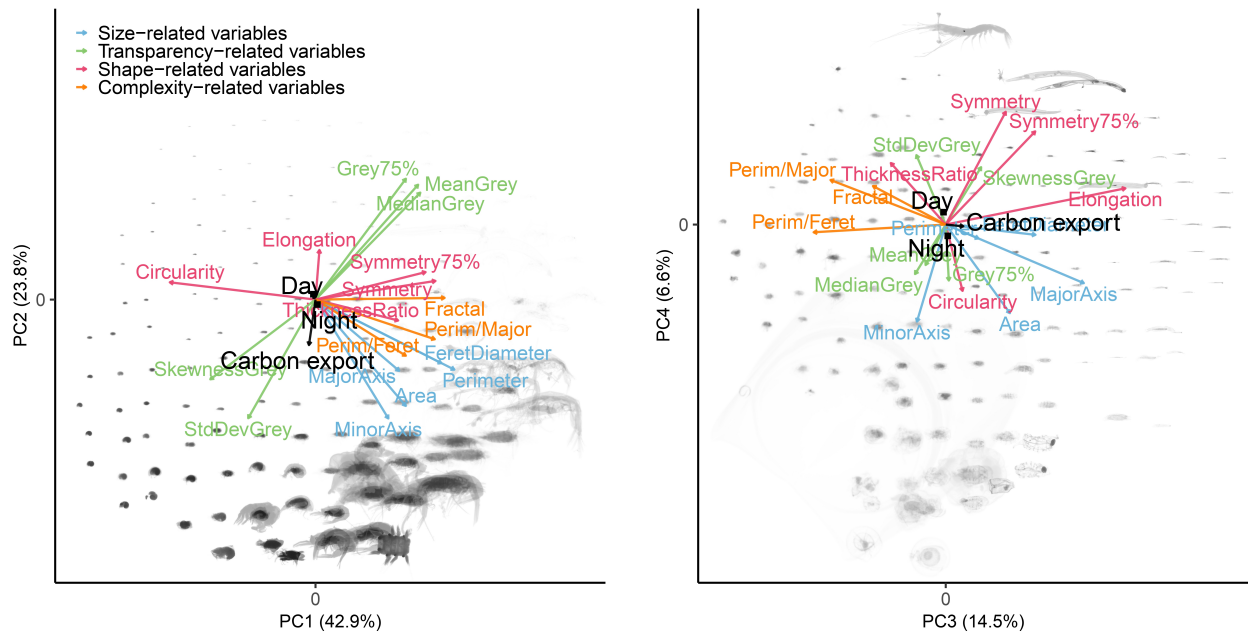 Size−related variables
Transparency−related variables
Shape−related variables
Complexity−related variables
Grey75%
MeanGrey
MedianGrey
Elongation
Symmetry75%
Circularity
Day
Symmetry
ThicknessRatio
Fractal
Night
Perim/Major
Perim/Feret
FeretDiameter
Carbon export
SkewnessGrey
MajorAxis
Perimeter
Area
StdDevGrey
MinorAxis
PC2 (23.8%)
0
0
PC1 (42.9%)
Symmetry
Symmetry75%
StdDevGrey
Perim/Major
ThicknessRatio
SkewnessGrey
Fractal
Elongation
Day
Perim/Feret
Carbon export
Night
Grey75%
MedianGrey
Circularity
MajorAxis
MinorAxis
Area
PC4 (6.6%)
0
0
PC3 (14.5%)